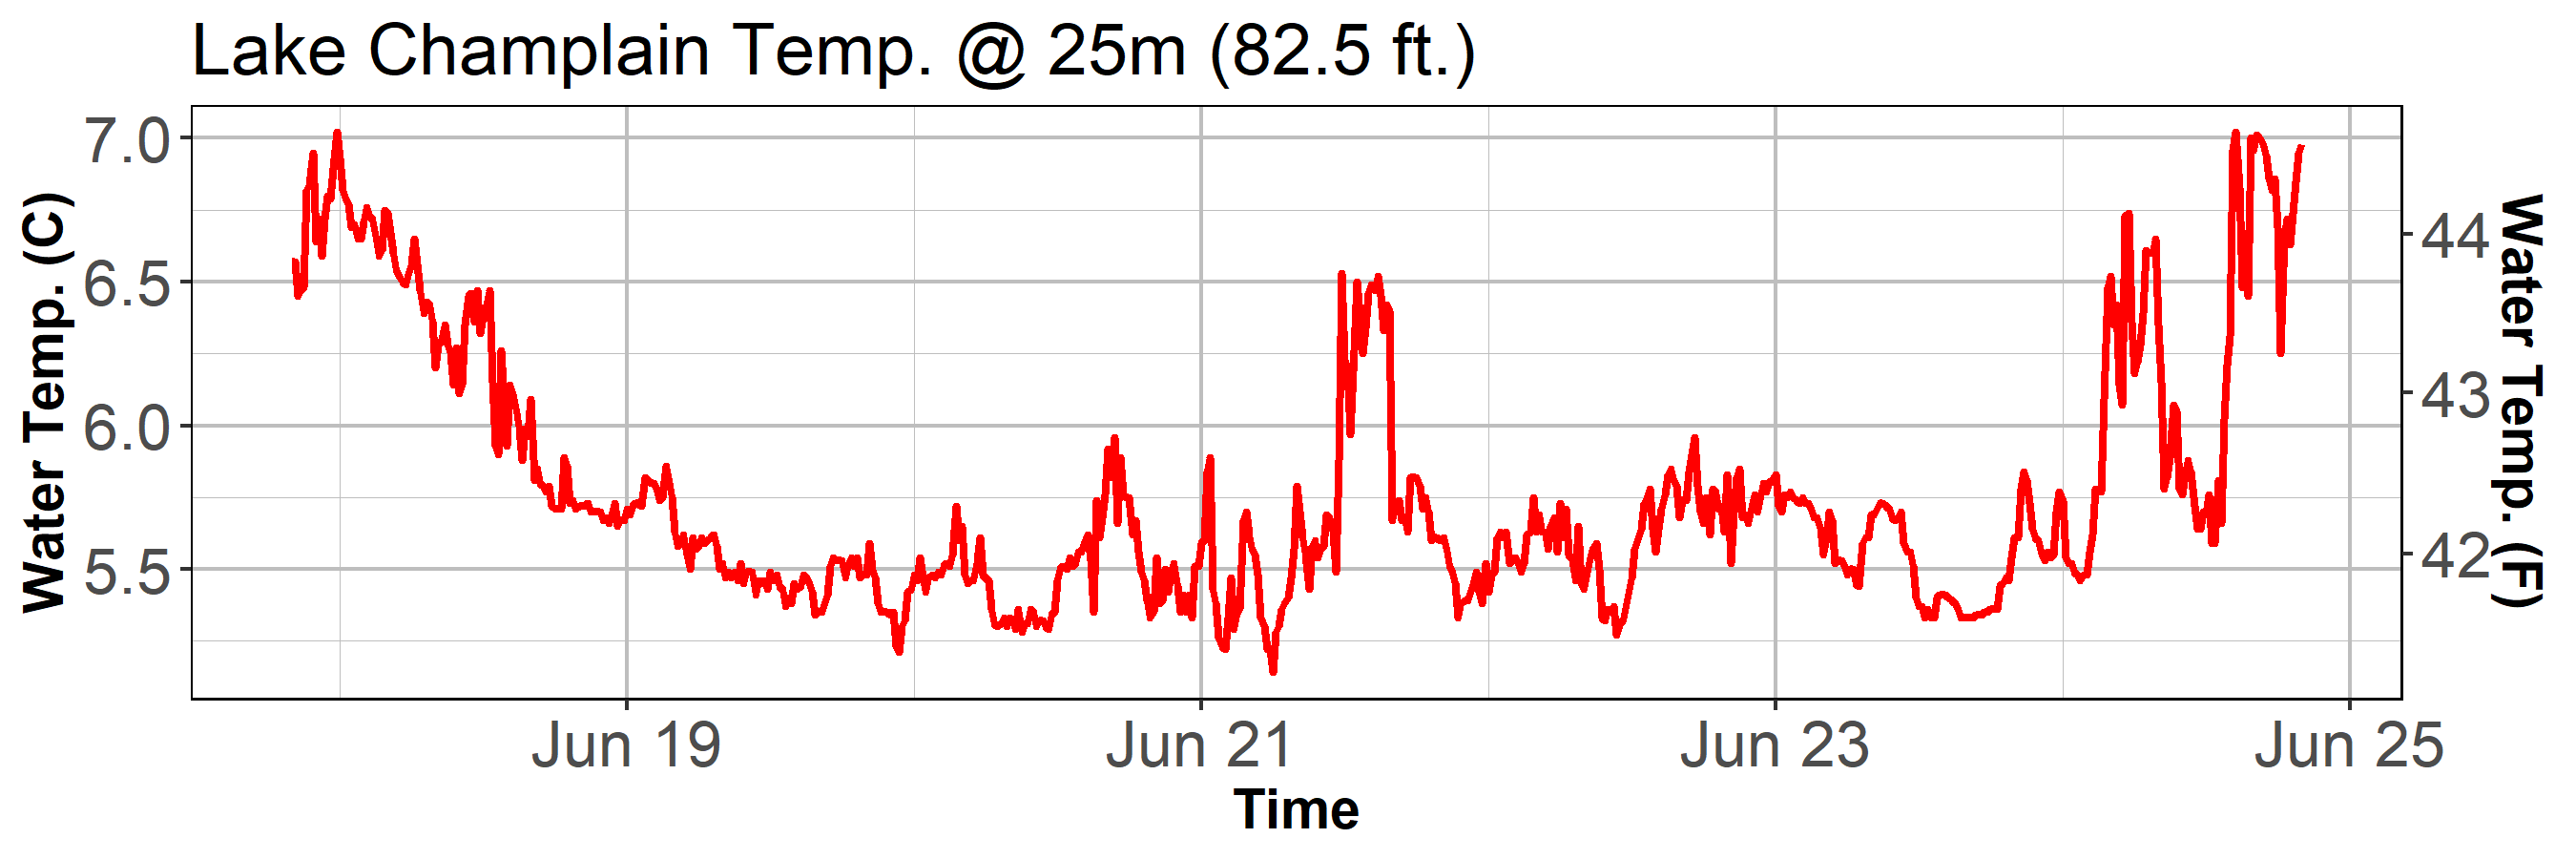 Lake Champlain Temp. @ 25m (82.5 ft.)
Water Temp. (C)
7.0
6.5
6.0
5.5
44
43
42
Water Temp. (F)
Jun 19 Jun 21 Jun 23 Jun 25
Time